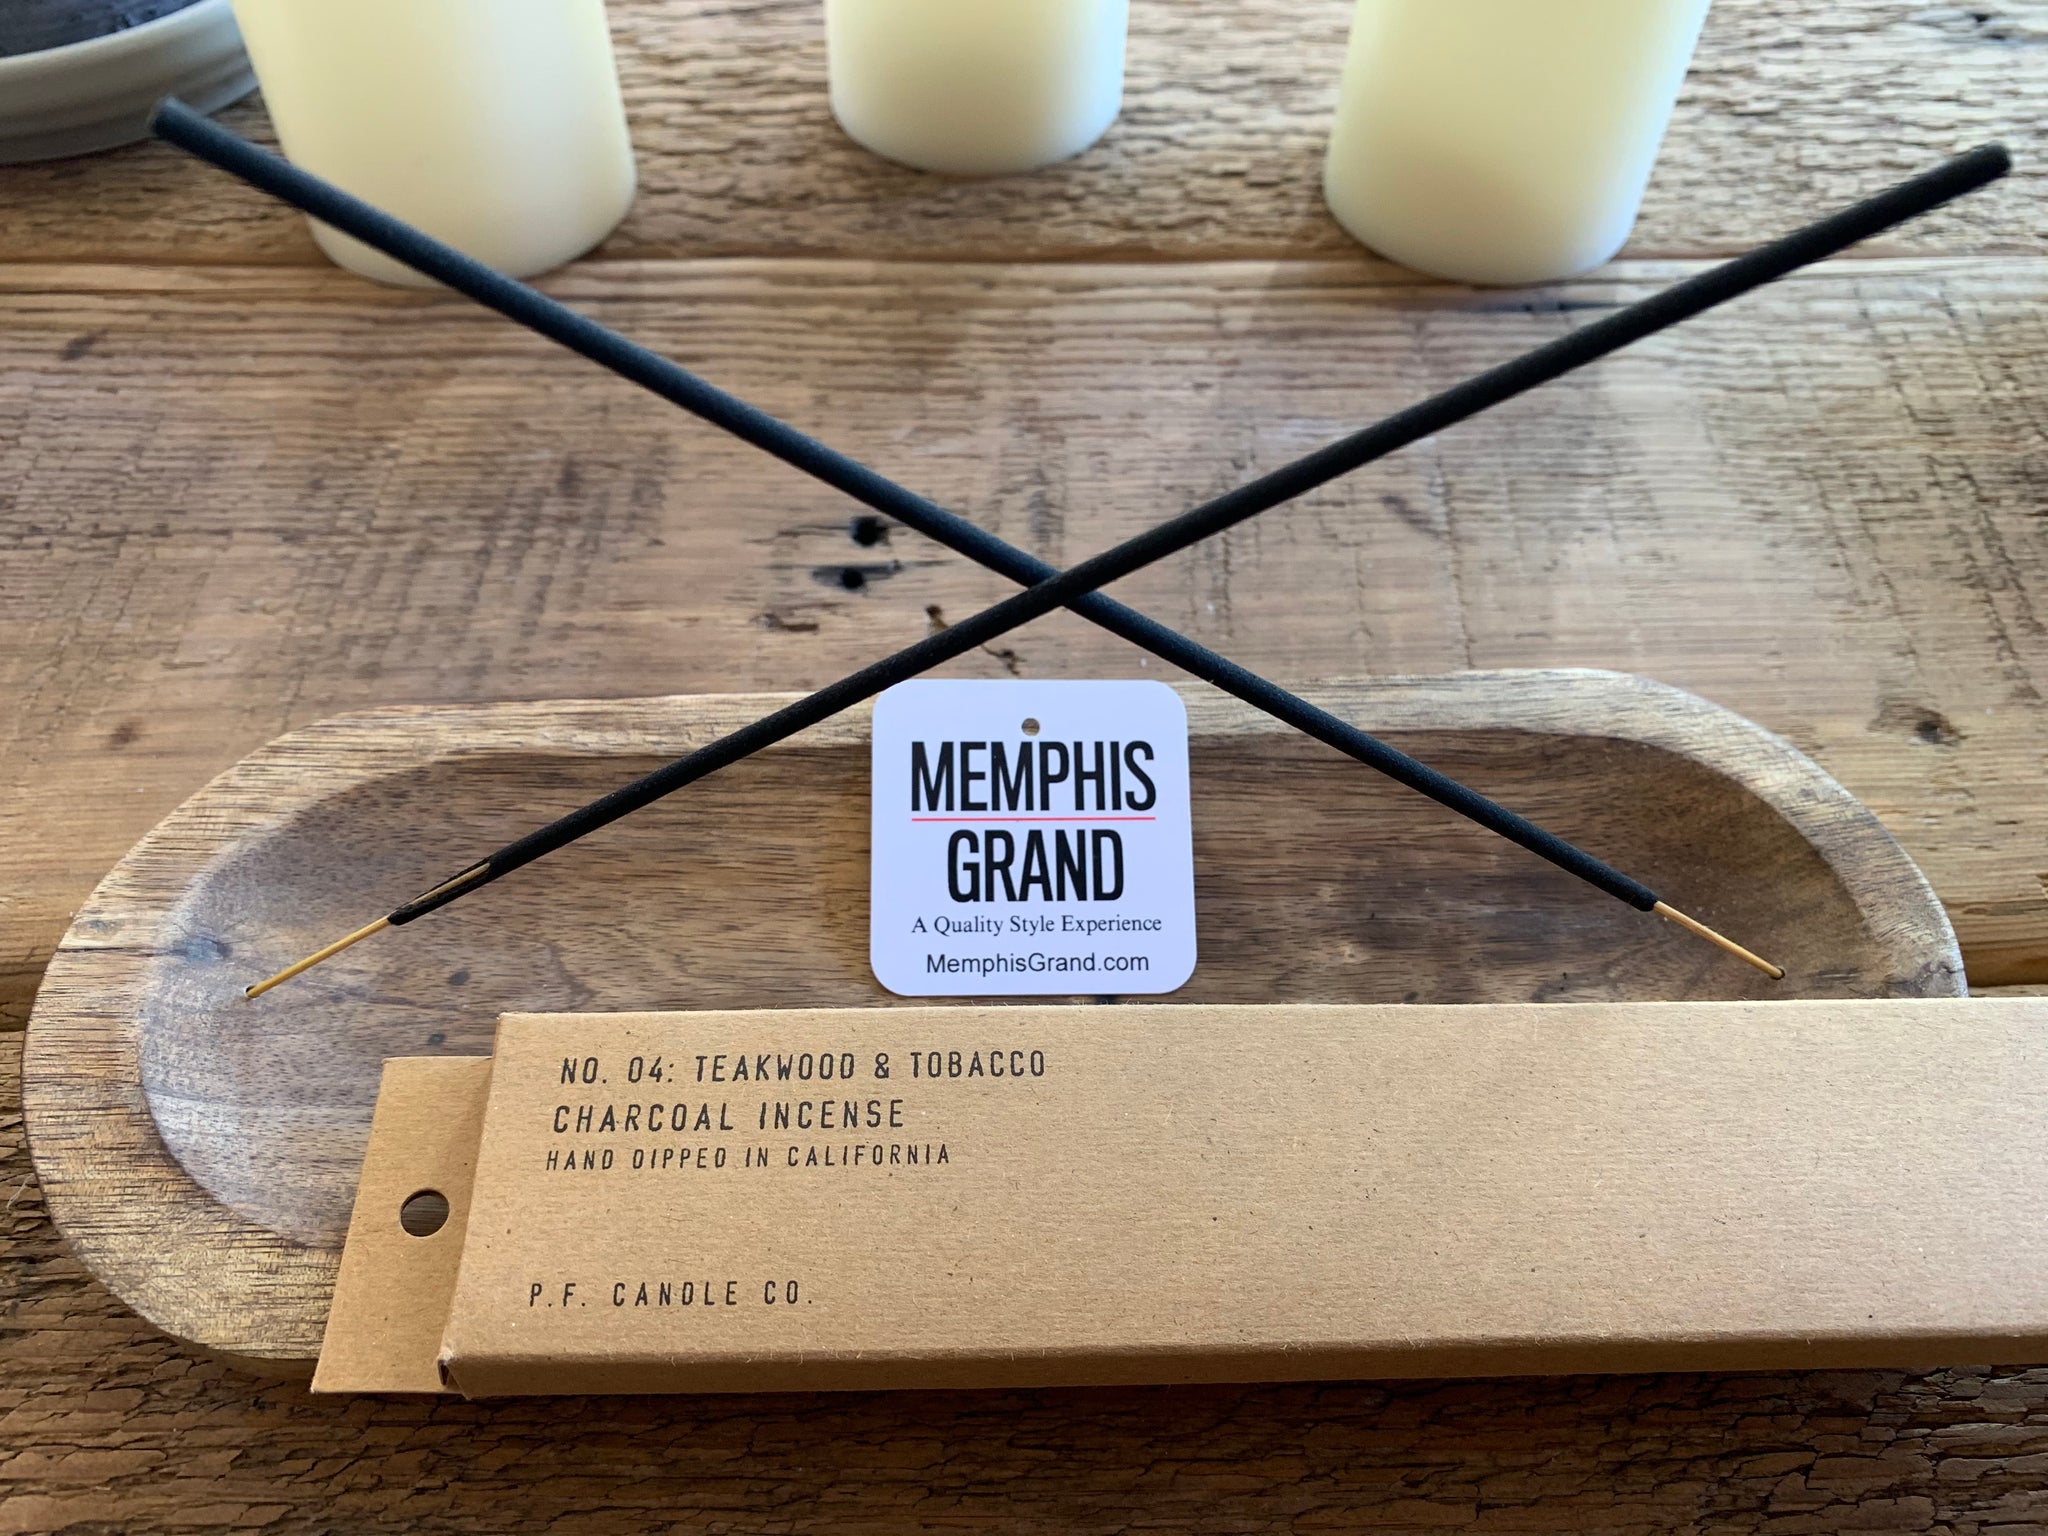 MEMPHIS
GRAND
A Quality Style Experience
MemphisGrand.com
NO. 04: TEAKWOOD & TOBACCO
CHARCOAL INCENSE
HAND DIPPED IN CALIFORNIA
P.F. CANDLE CO.